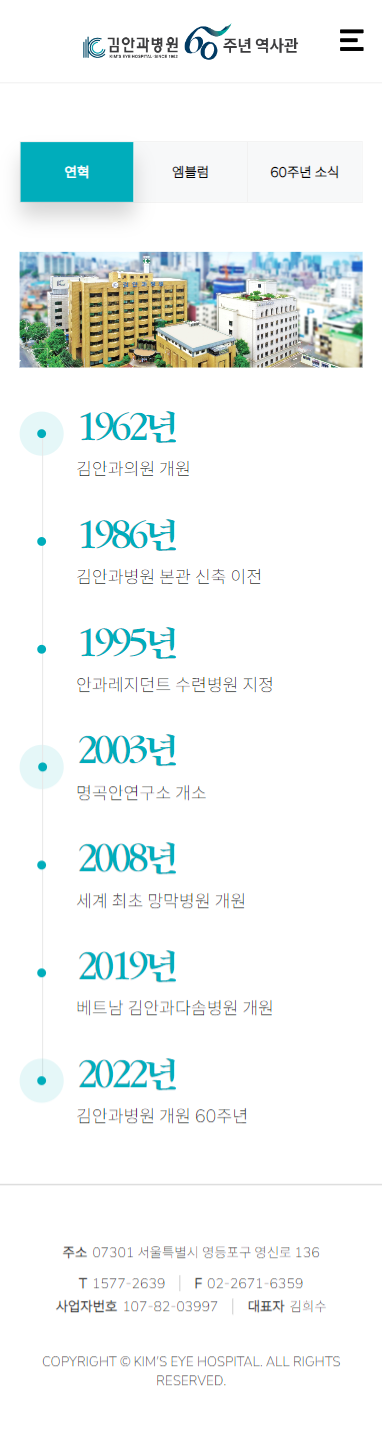 김안과병원 60주년 역사관
KIM'S EYE HOSPITAL · SINCE 1962
연혁
엠블럼
60주년 소식
1962년
김안과의원 개원
1986년
김안과병원 본관 신축 이전
1995년
안과레지던트 수련병원 지정
2003년
명곡안연구소 개소
2008년
세계 최초 망막병원 개원
2019년
베트남 김안과다솜병원 개원
2022년
김안과병원 개원 60주년
주소 07301 서울특별시 영등포구 영신로 136
T 1577-2639 | F 02-2671-6359
사업자번호 107-82-03997 | 대표자 김희수
COPYRIGHT © KIM'S EYE HOSPITAL. ALL RIGHTS
RESERVED.